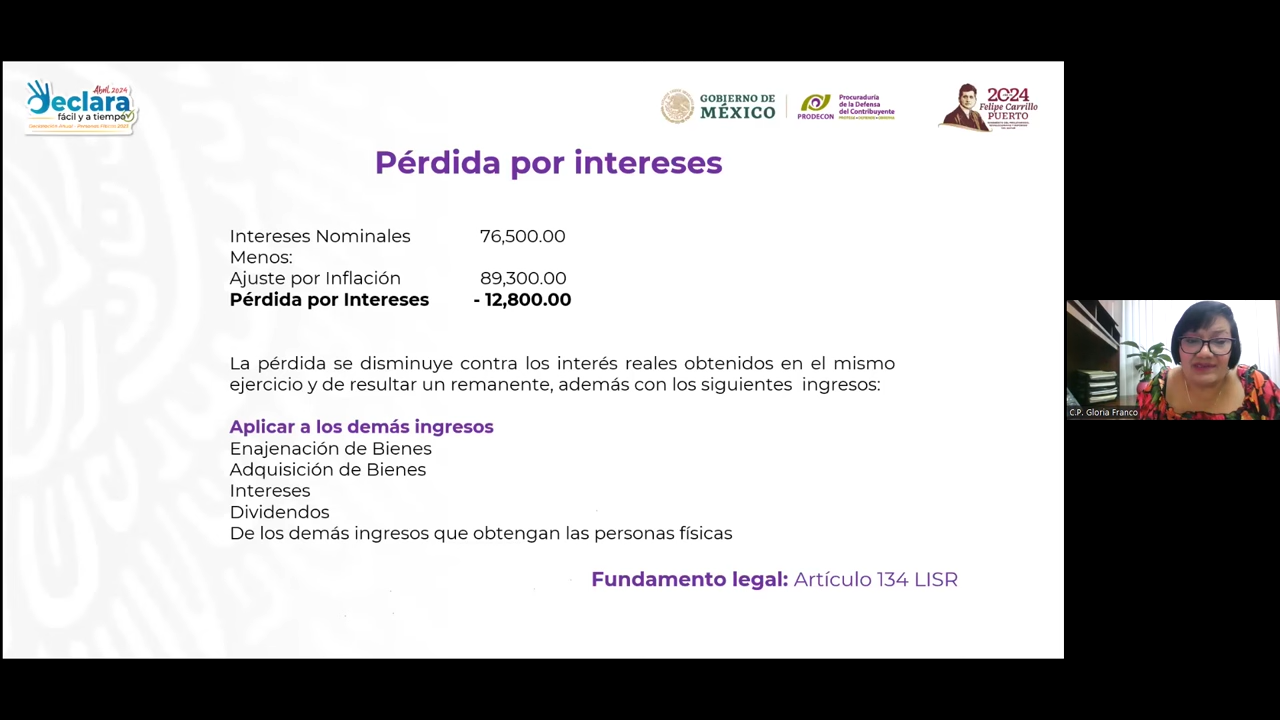 Abril 2024
Declara
fácil y a tiempo
GOBIERNO DE
MÉXICO
PRODECON
Procuraduría
de la Defensa
del Contribuyente
2024
Felipe Carrillo
PUERTO
Pérdida por intereses
Intereses Nominales 76,500.00
Menos:
Ajuste por Inflación 89,300.00
Pérdida por Intereses - 12,800.00
La pérdida se disminuye contra los interés reales obtenidos en el mismo
ejercicio y de resultar un remanente, además con los siguientes ingresos:
Aplicar a los demás ingresos
Enajenación de Bienes
Adquisición de Bienes
Intereses
Dividendos
De los demás ingresos que obtengan las personas físicas
Fundamento legal: Artículo 134 LISR
C.P. Gloria Franco